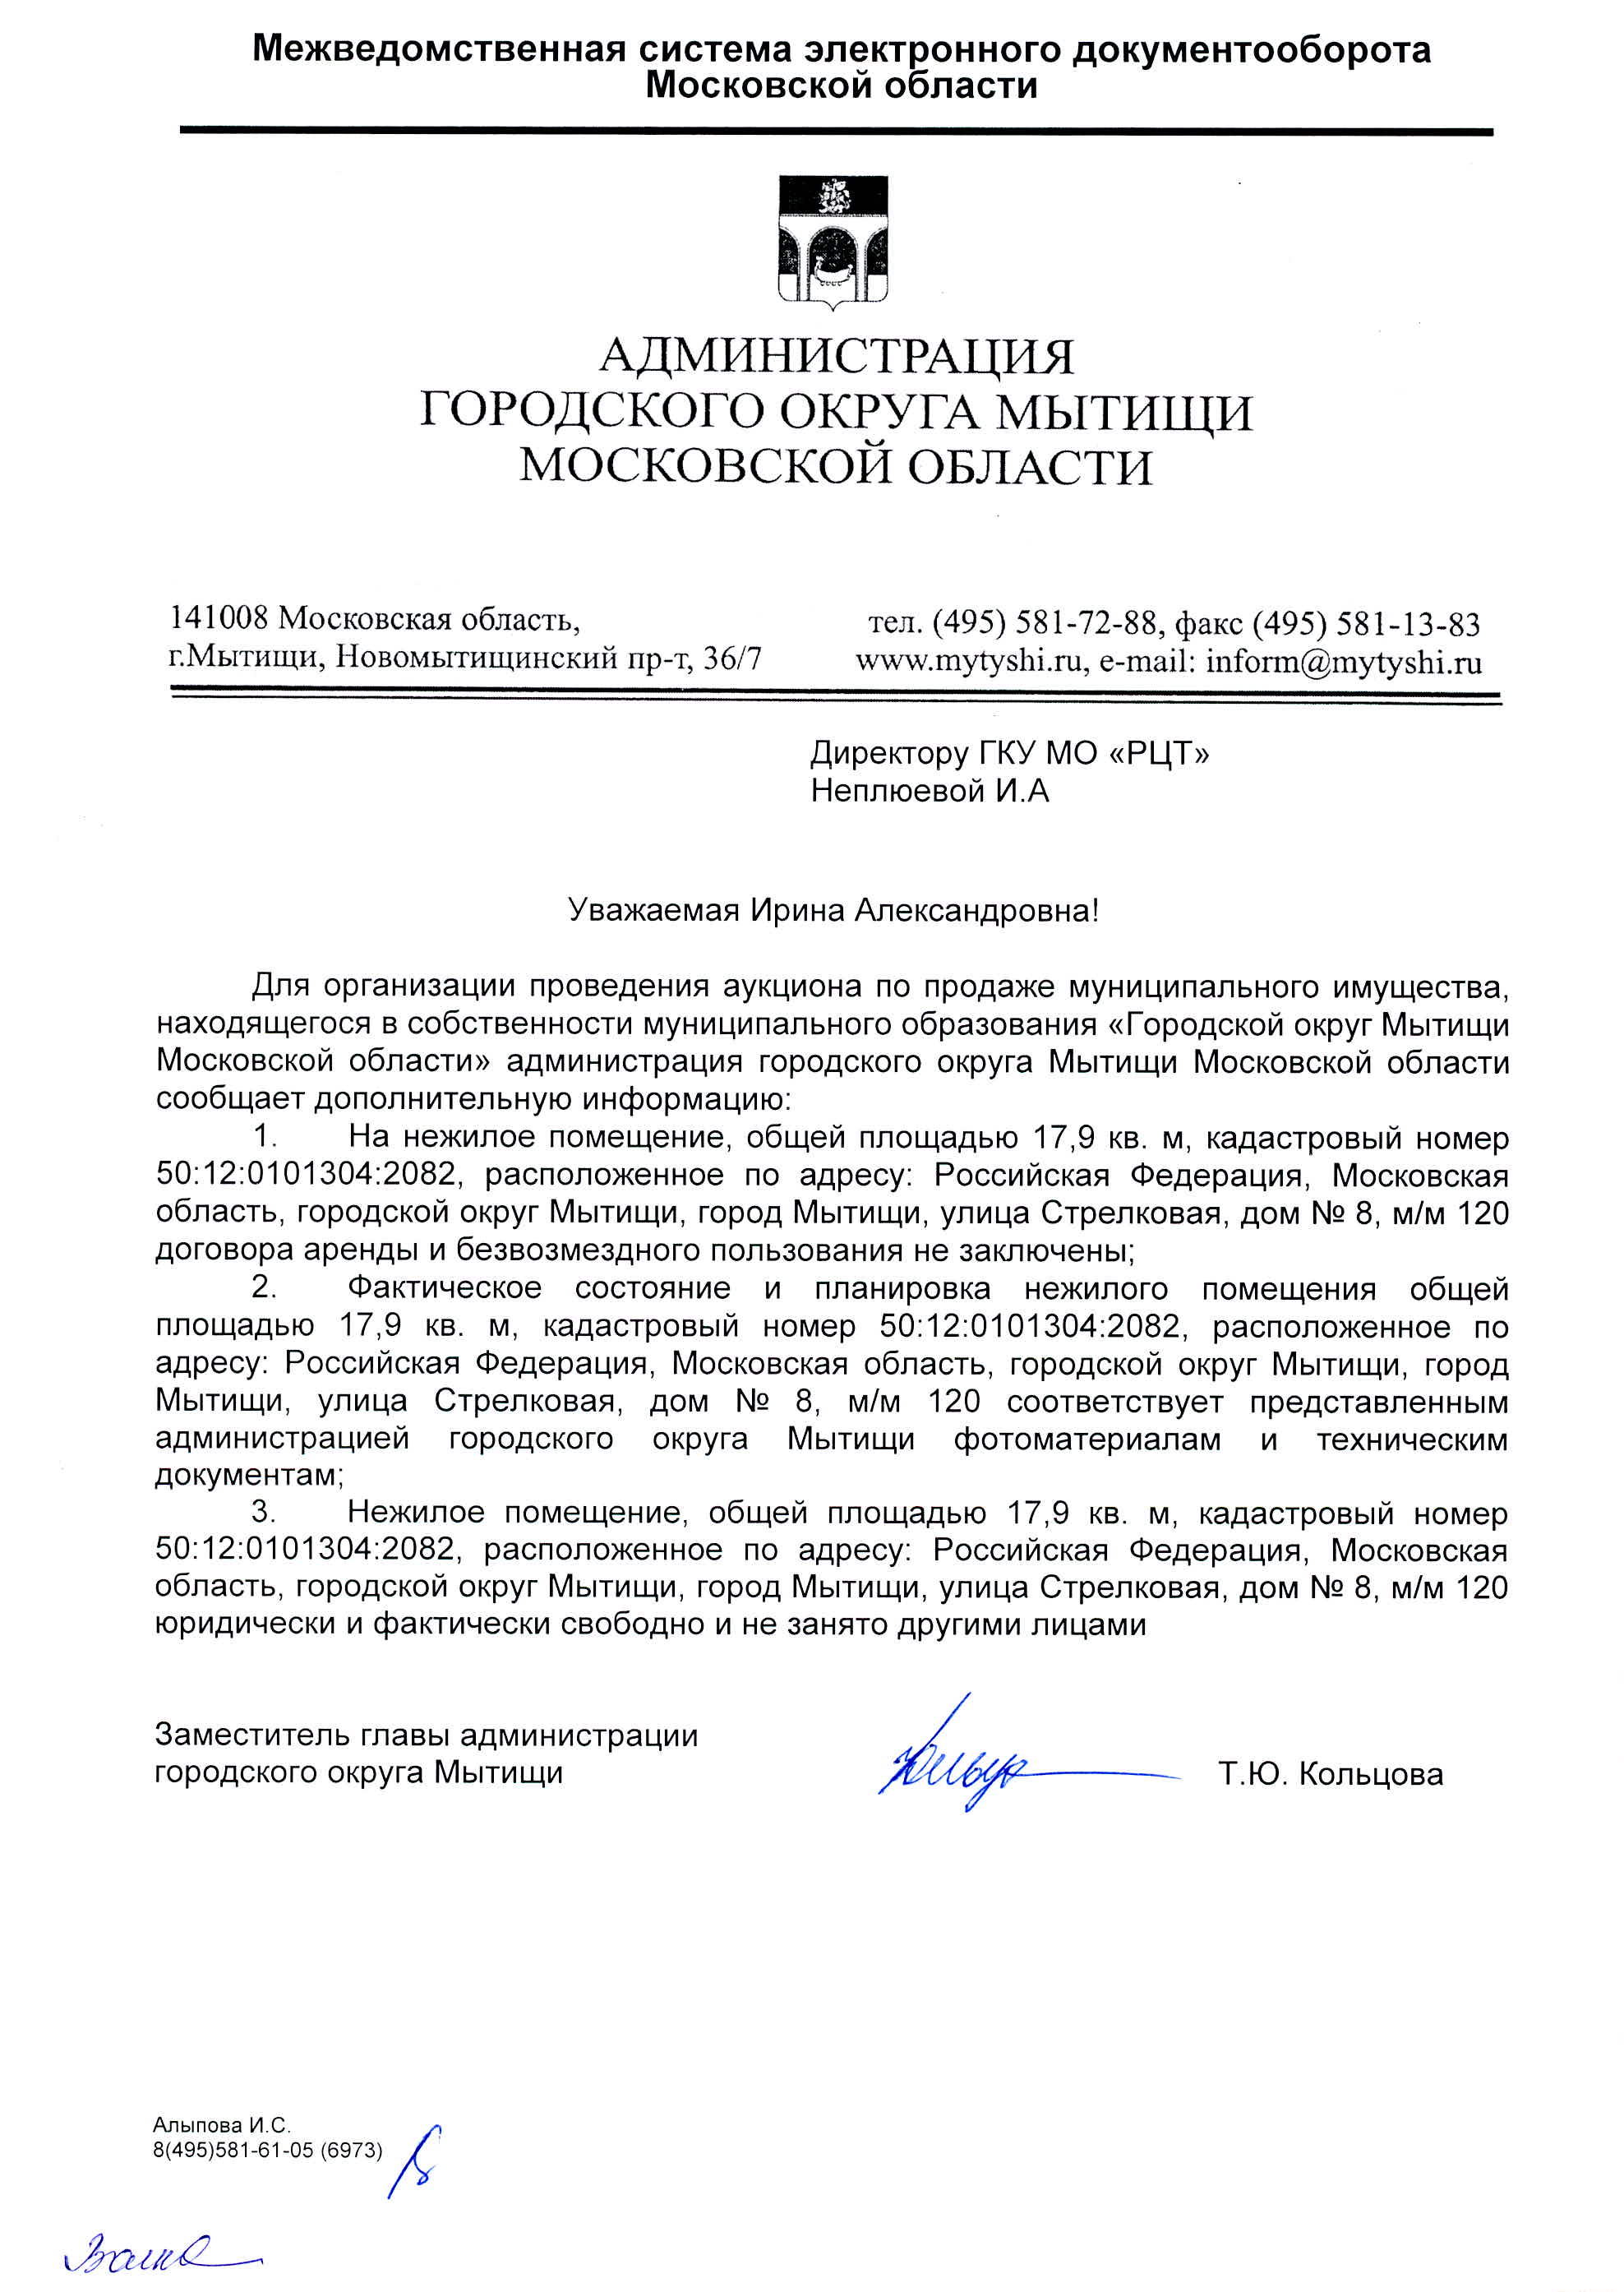 Межведомственная система электронного документооборота
Московской области
АДМИНИСТРАЦИЯ
ГОРОДСКОГО ОКРУГА МЫТИЩИ
МОСКОВСКОЙ ОБЛАСТИ
141008 Московская область,
г.Мытищи, Новомытищинский пр-т, 36/7
тел. (495) 581-72-88, факс (495) 581-13-83
www.mytyshi.ru, e-mail: inform@mytyshi.ru
Директору ГКУ МО «РЦТ»
Неплюевой И.А
Уважаемая Ирина Александровна!
Для организации проведения аукциона по продаже муниципального имущества,
находящегося в собственности муниципального образования «Городской округ Мытищи
Московской области» администрация городского округа Мытищи Московской области
сообщает дополнительную информацию:
1. На нежилое помещение, общей площадью 17,9 кв. м, кадастровый номер
50:12:0101304:2082, расположенное по адресу: Российская Федерация, Московская
область, городской округ Мытищи, город Мытищи, улица Стрелковая, дом № 8, м/м 120
договора аренды и безвозмездного пользования не заключены;
2. Фактическое состояние и планировка нежилого помещения общей
площадью 17,9 кв. м, кадастровый номер 50:12:0101304:2082, расположенное по
адресу: Российская Федерация, Московская область, городской округ Мытищи, город
Мытищи, улица Стрелковая, дом № 8, м/м 120 соответствует представленным
администрацией городского округа Мытищи фотоматериалам и техническим
документам;
3. Нежилое помещение, общей площадью 17,9 кв. м, кадастровый номер
50:12:0101304:2082, расположенное по адресу: Российская Федерация, Московская
область, городской округ Мытищи, город Мытищи, улица Стрелковая, дом № 8, м/м 120
юридически и фактически свободно и не занято другими лицами
Заместитель главы администрации
городского округа Мытищи
Т.Ю. Кольцова
Алыпова И.С.
8(495)581-61-05 (6973)